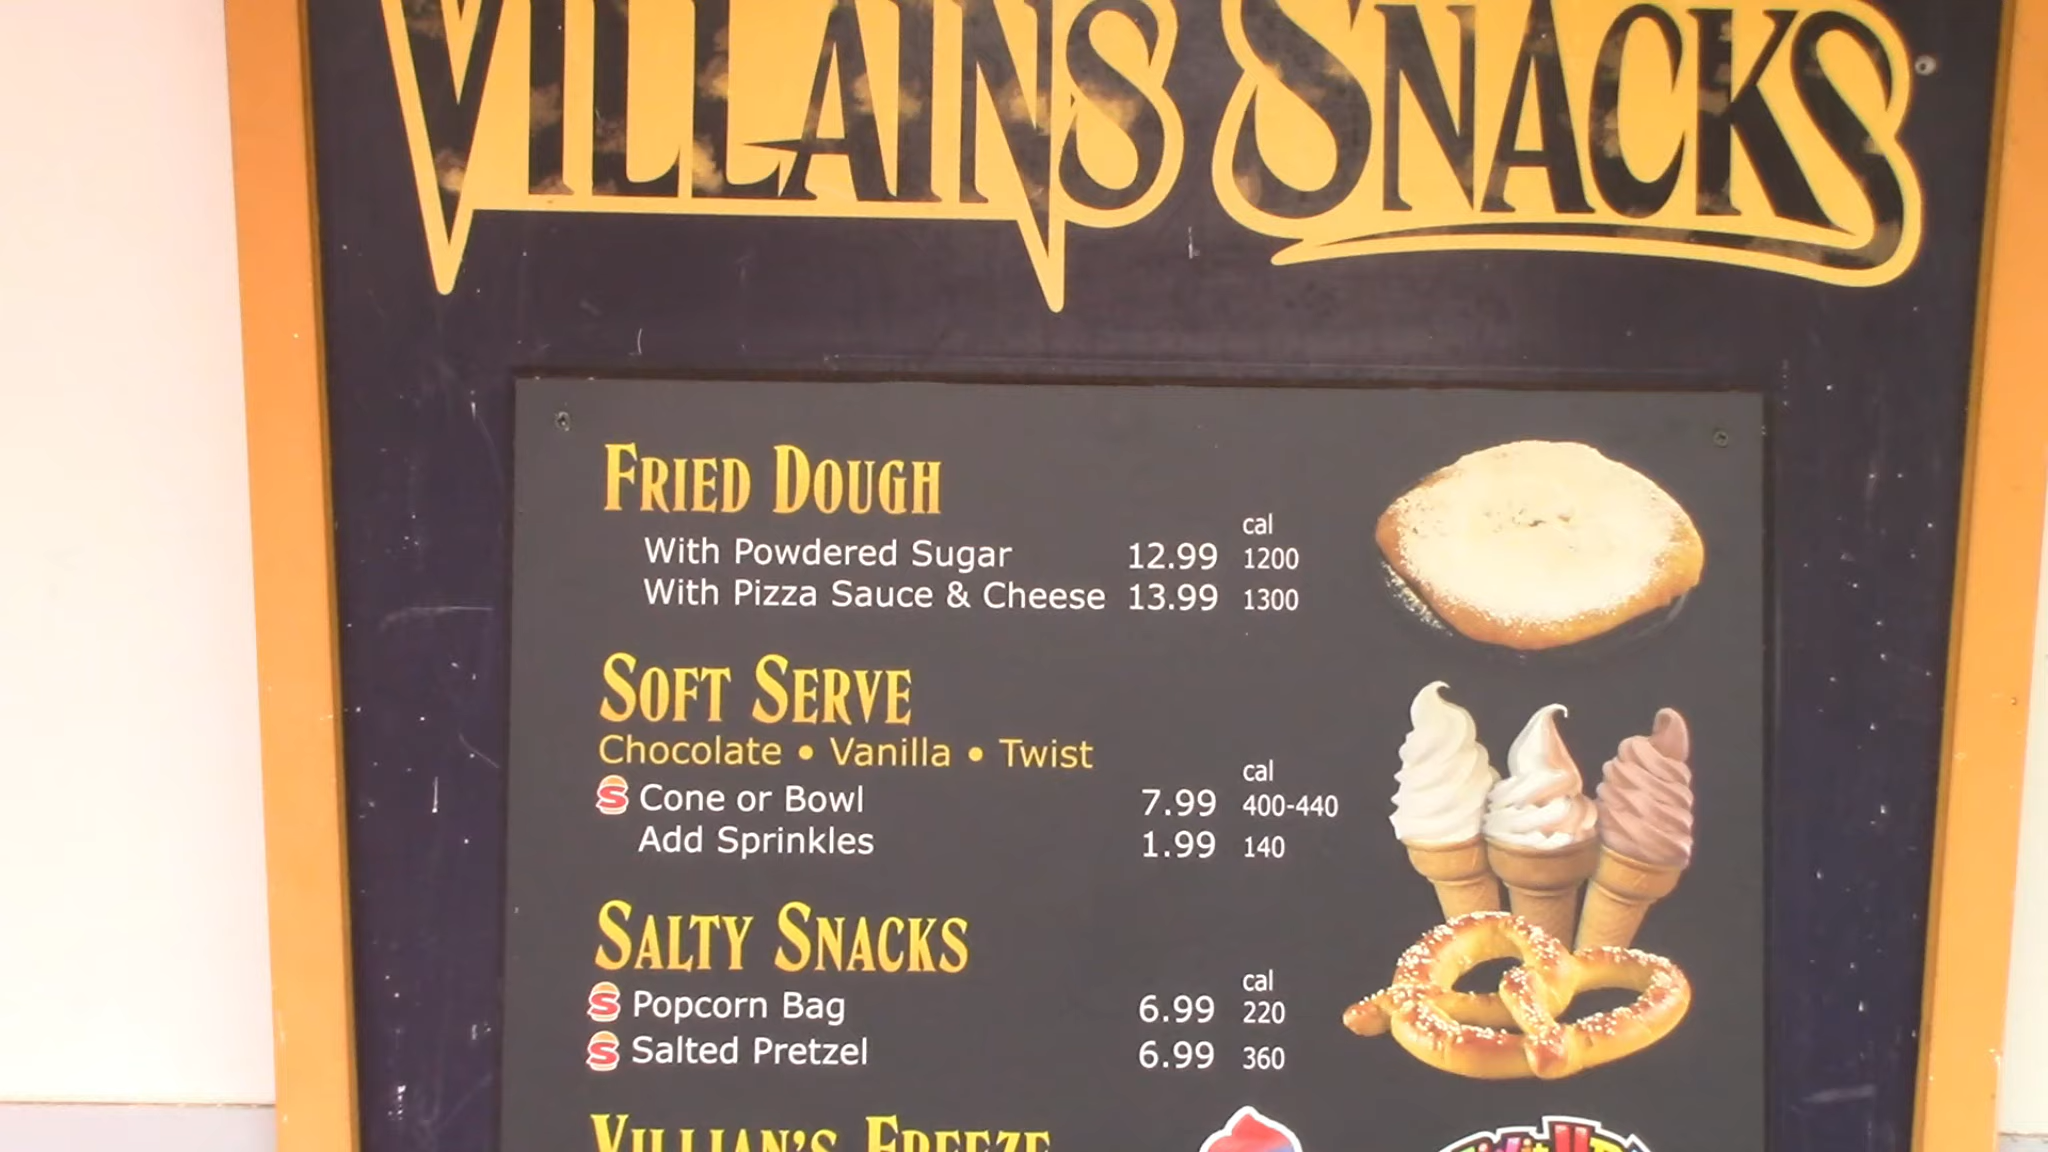 VILLAINS SNACKS
FRIED DOUGH
cal
With Powdered Sugar 12.99 1200
With Pizza Sauce & Cheese 13.99 1300
SOFT SERVE
Chocolate • Vanilla • Twist
cal
S Cone or Bowl 7.99 400-440
Add Sprinkles 1.99 140
SALTY SNACKS
cal
S Popcorn Bag 6.99 220
S Salted Pretzel 6.99 360
VILLIAN'S FREEZE